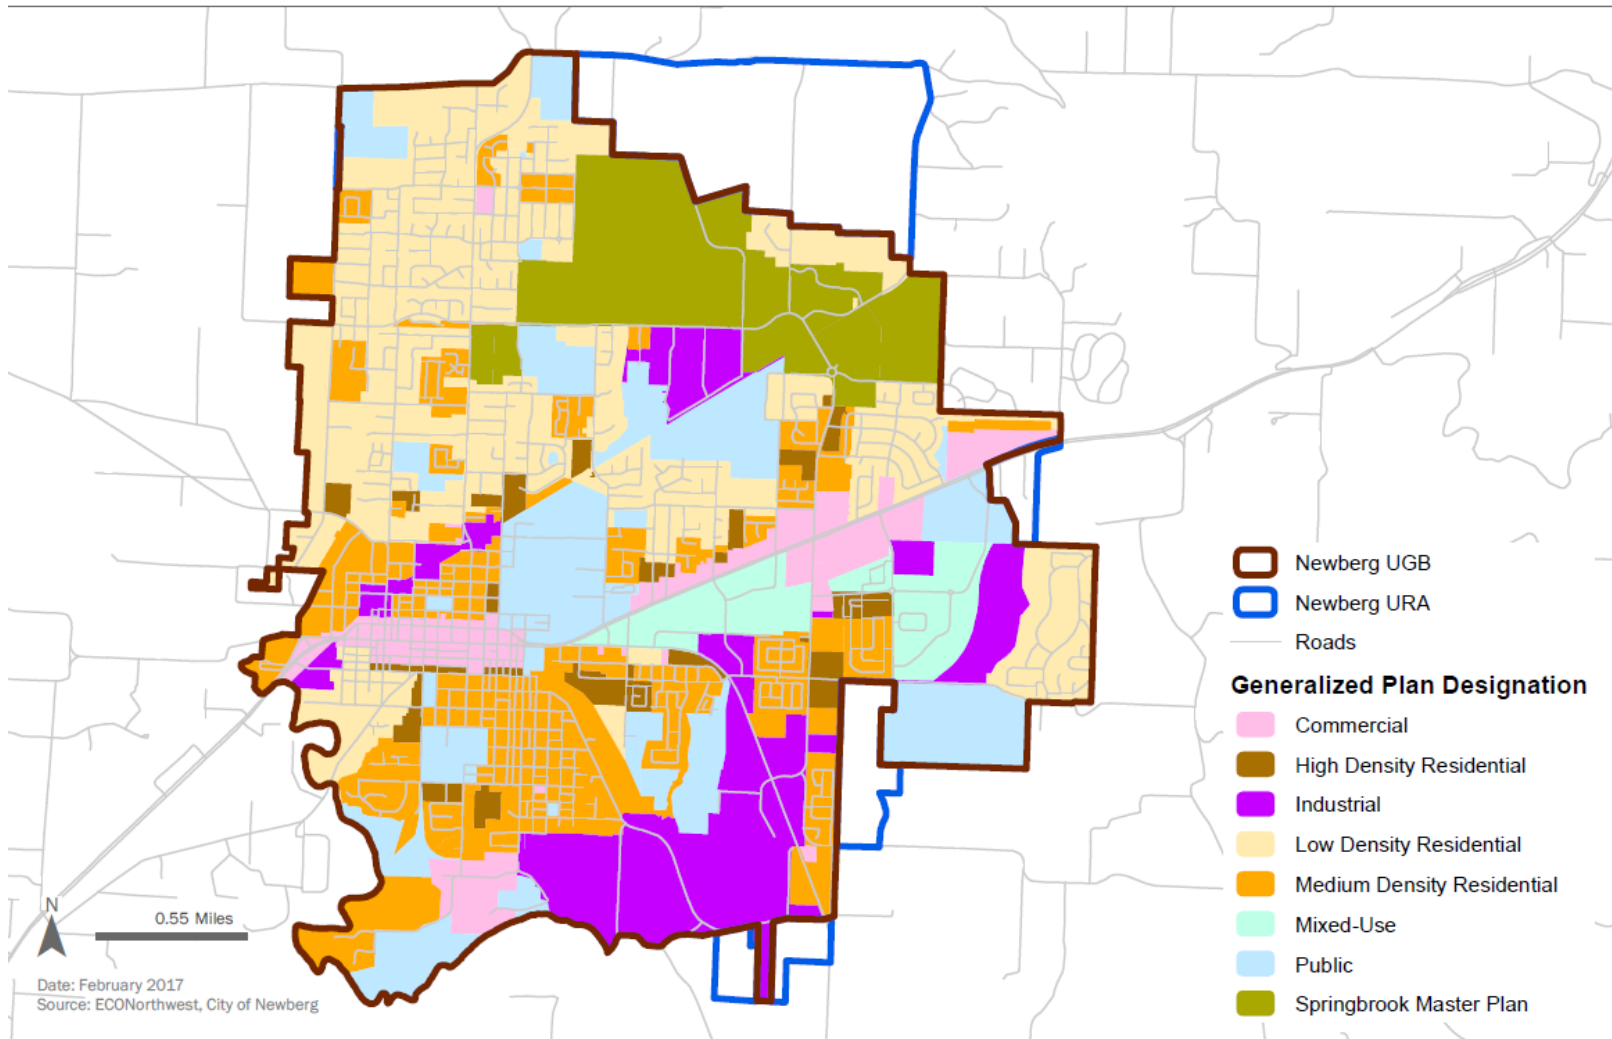 Newberg UGB
Newberg URA
Roads
Generalized Plan Designation
Commercial
High Density Residential
Industrial
Low Density Residential
Medium Density Residential
Mixed-Use
Public
Springbrook Master Plan
N
0.55 Miles
Date: February 2017
Source: ECONorthwest, City of Newberg